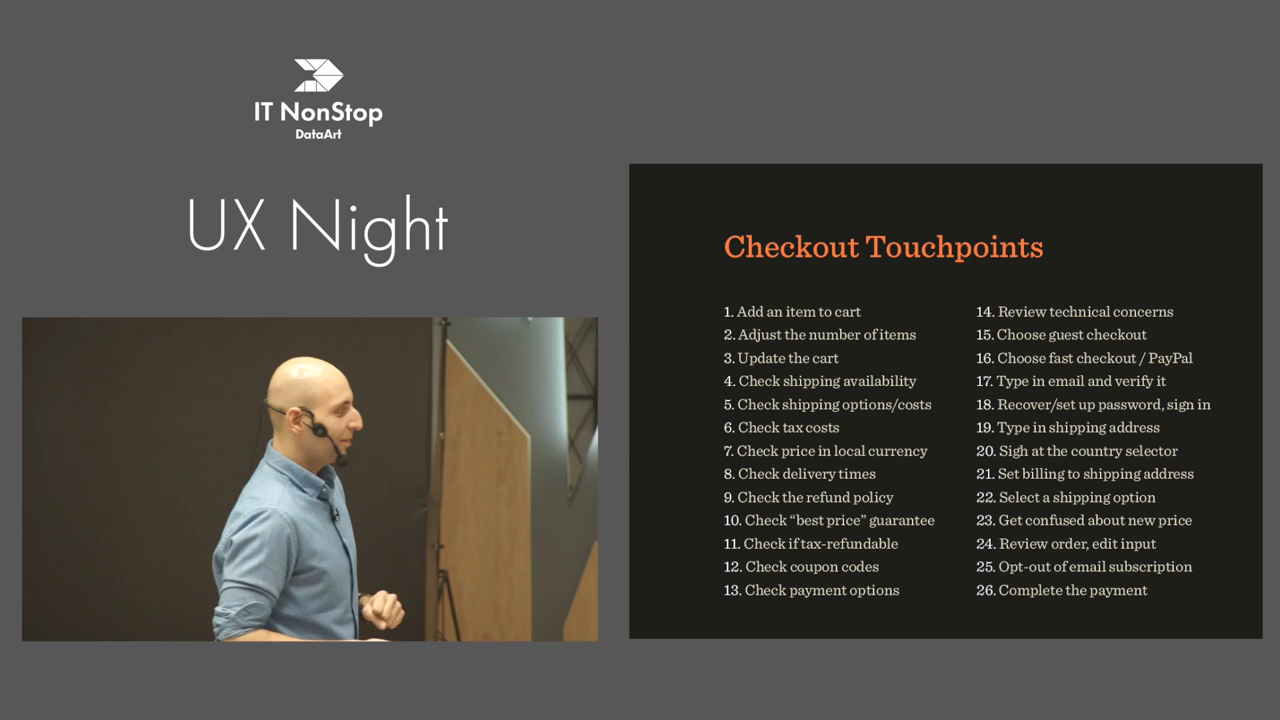 IT NonStop
DataArt
UX Night
Checkout Touchpoints
1. Add an item to cart
2. Adjust the number of items
3. Update the cart
4. Check shipping availability
5. Check shipping options/costs
6. Check tax costs
7. Check price in local currency
8. Check delivery times
9. Check the refund policy
10. Check “best price” guarantee
11. Check if tax-refundable
12. Check coupon codes
13. Check payment options
14. Review technical concerns
15. Choose guest checkout
16. Choose fast checkout / PayPal
17. Type in email and verify it
18. Recover/set up password, sign in
19. Type in shipping address
20. Sigh at the country selector
21. Set billing to shipping address
22. Select a shipping option
23. Get confused about new price
24. Review order, edit input
25. Opt-out of email subscription
26. Complete the payment